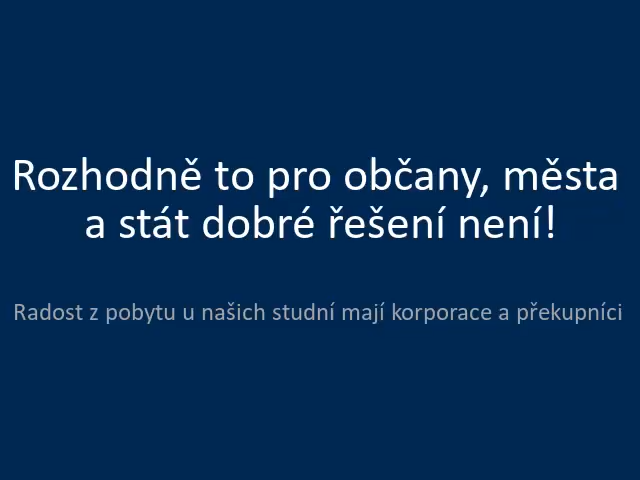 Rozhodně to pro občany, města
a stát dobré řešení není!
Radost z pobytu u našich studní mají korporace a překupníci